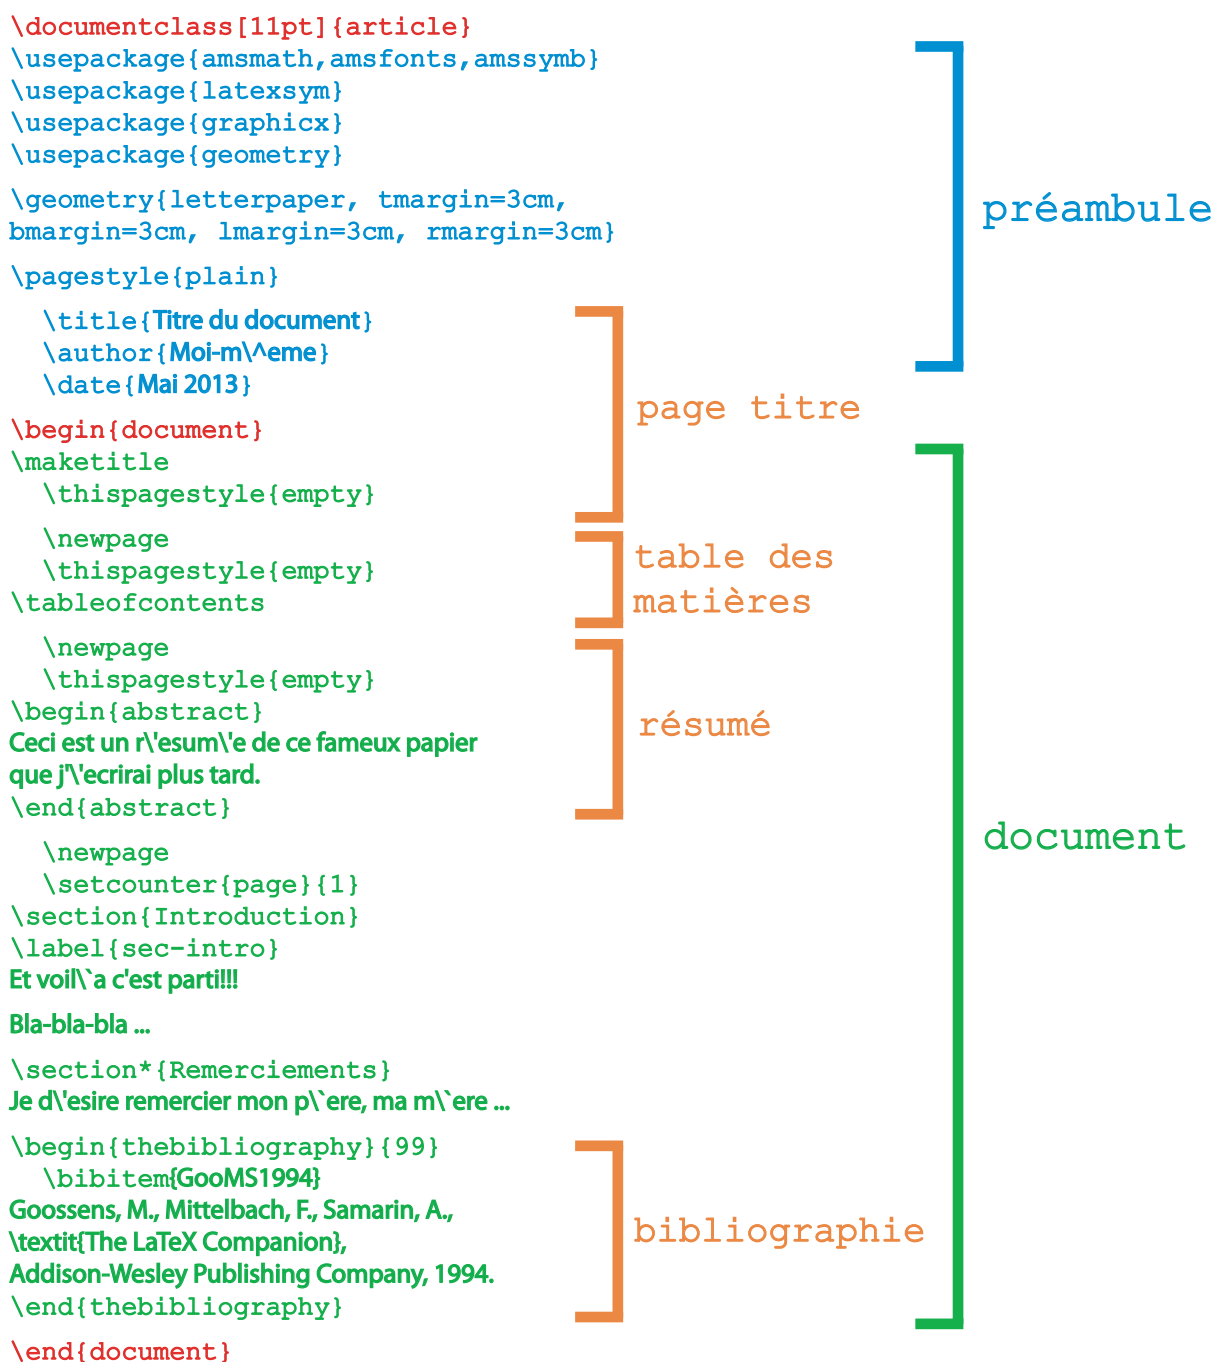 \documentclass[11pt]{article}
\usepackage{amsmath,amsfonts,amssymb}
\usepackage{latexsym}
\usepackage{graphicx}
\usepackage{geometry}
\geometry{letterpaper, tmargin=3cm,
bmargin=3cm, lmargin=3cm, rmargin=3cm}
\pagestyle{plain}
préambule
\title{Titre du document}
\author{Moi-m\^eme}
\date{Mai 2013}
\begin{document}
\maketitle
\thispagestyle{empty}
page titre
\newpage
\thispagestyle{empty}
\tableofcontents
table des
matières
\newpage
\thispagestyle{empty}
\begin{abstract}
Ceci est un r\'esum\'e de ce fameux papier
que j'\'ecrirai plus tard.
\end{abstract}
résumé
\newpage
\setcounter{page}{1}
\section{Introduction}
\label{sec-intro}
Et voil\`a c'est parti!!!
Bla-bla-bla ...
\section*{Remerciements}
Je d\'esire remercier mon p\`ere, ma m\`ere ...
\begin{thebibliography}{99}
\bibitem{GooMS1994}
Goossens, M., Mittelbach, F., Samarin, A.,
\textit{The LaTeX Companion},
Addison-Wesley Publishing Company, 1994.
\end{thebibliography}
bibliographie
document
\end{document}